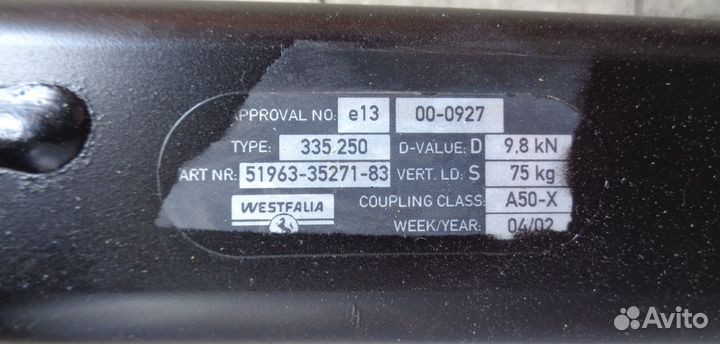 APPROVAL NO: e13 00-0927
TYPE: 335 250 D-VALUE: D 9,8 kN
ART NR: 51963-35271-83 VERT. LD: S 75 kg
WESTFALIA COUPLING CLASS: A50-X
WEEK/YEAR: 04/02
Avito